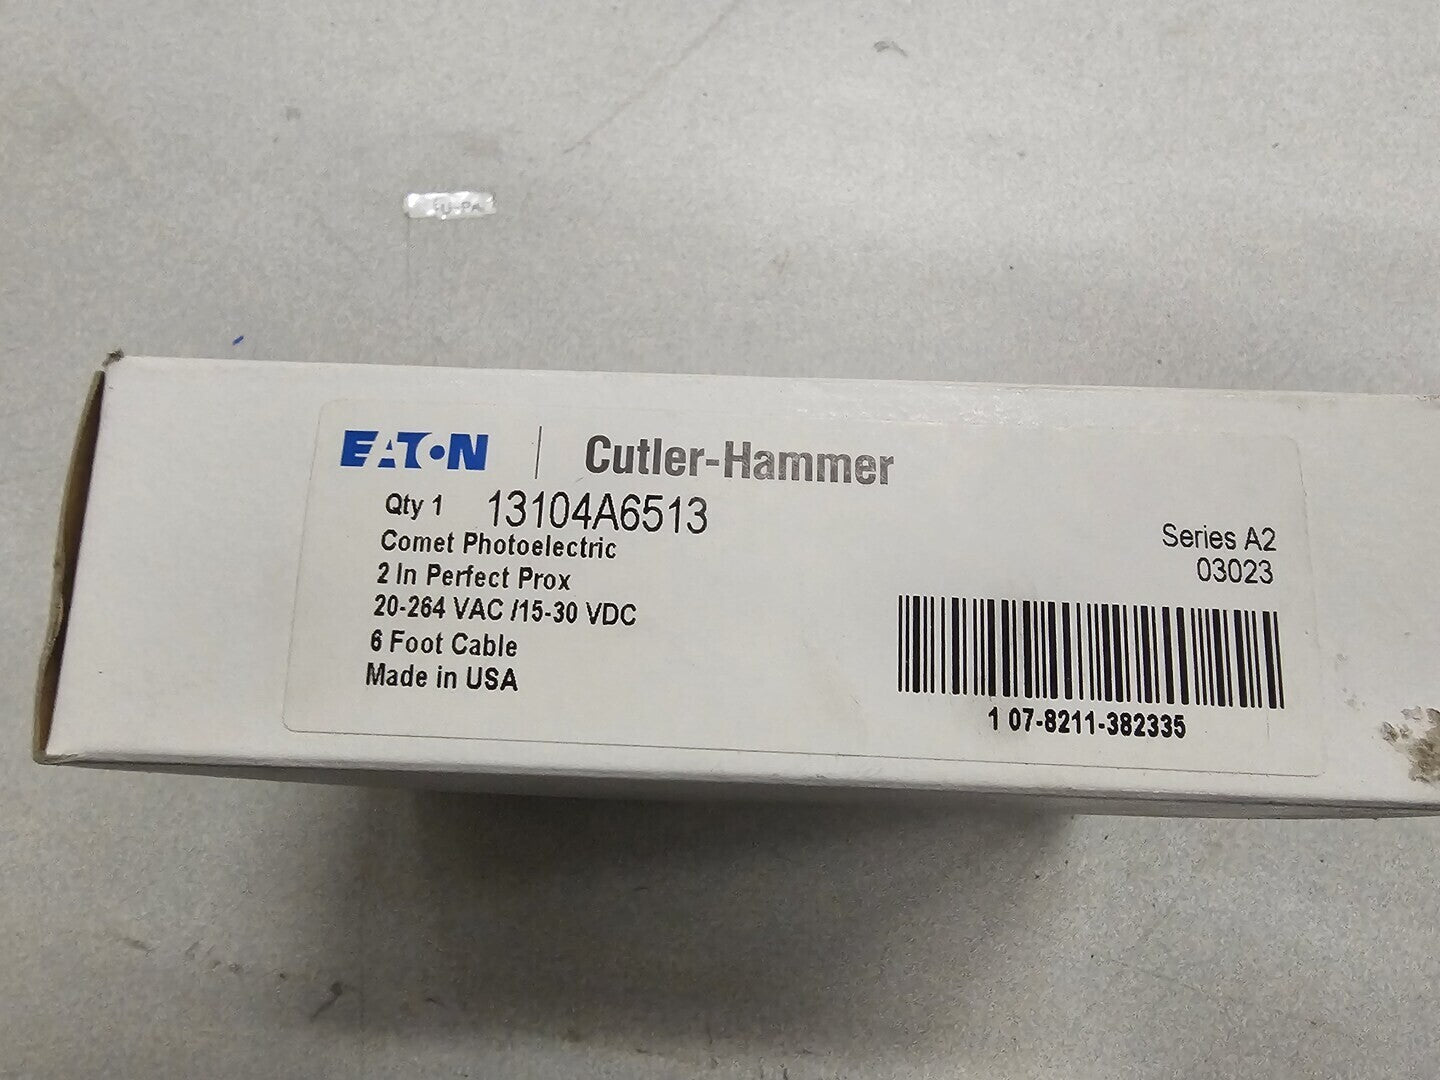 EATON | Cutler-Hammer
Qty 1 13104A6513
Comet Photoelectric
2 In Perfect Prox
20-264 VAC /15-30 VDC
6 Foot Cable
Made in USA
Series A2
03023
1 07-8211-382335